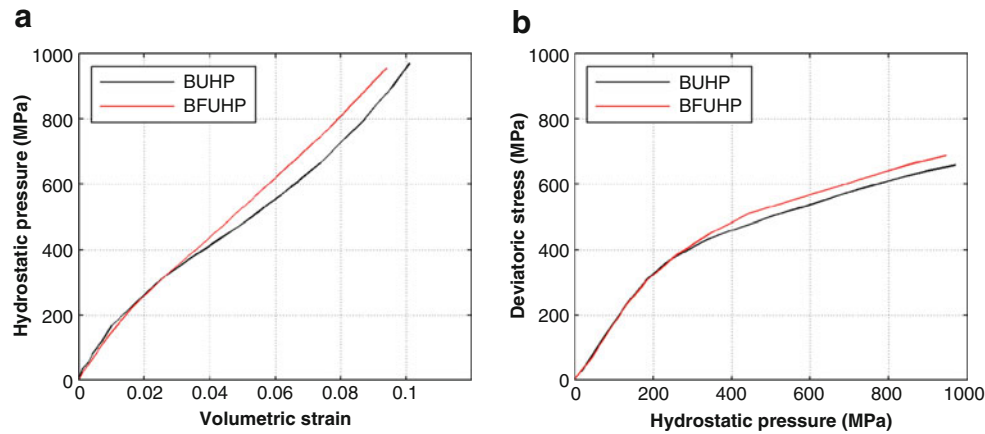 a
1000
800
600
400
200
0
Hydrostatic pressure (MPa)
BUHP
BFUHP
0
0.02
0.04
0.06
0.08
0.1
Volumetric strain
b
1000
800
600
400
200
0
Deviatoric stress (MPa)
BUHP
BFUHP
0
200
400
600
800
1000
Hydrostatic pressure (MPa)